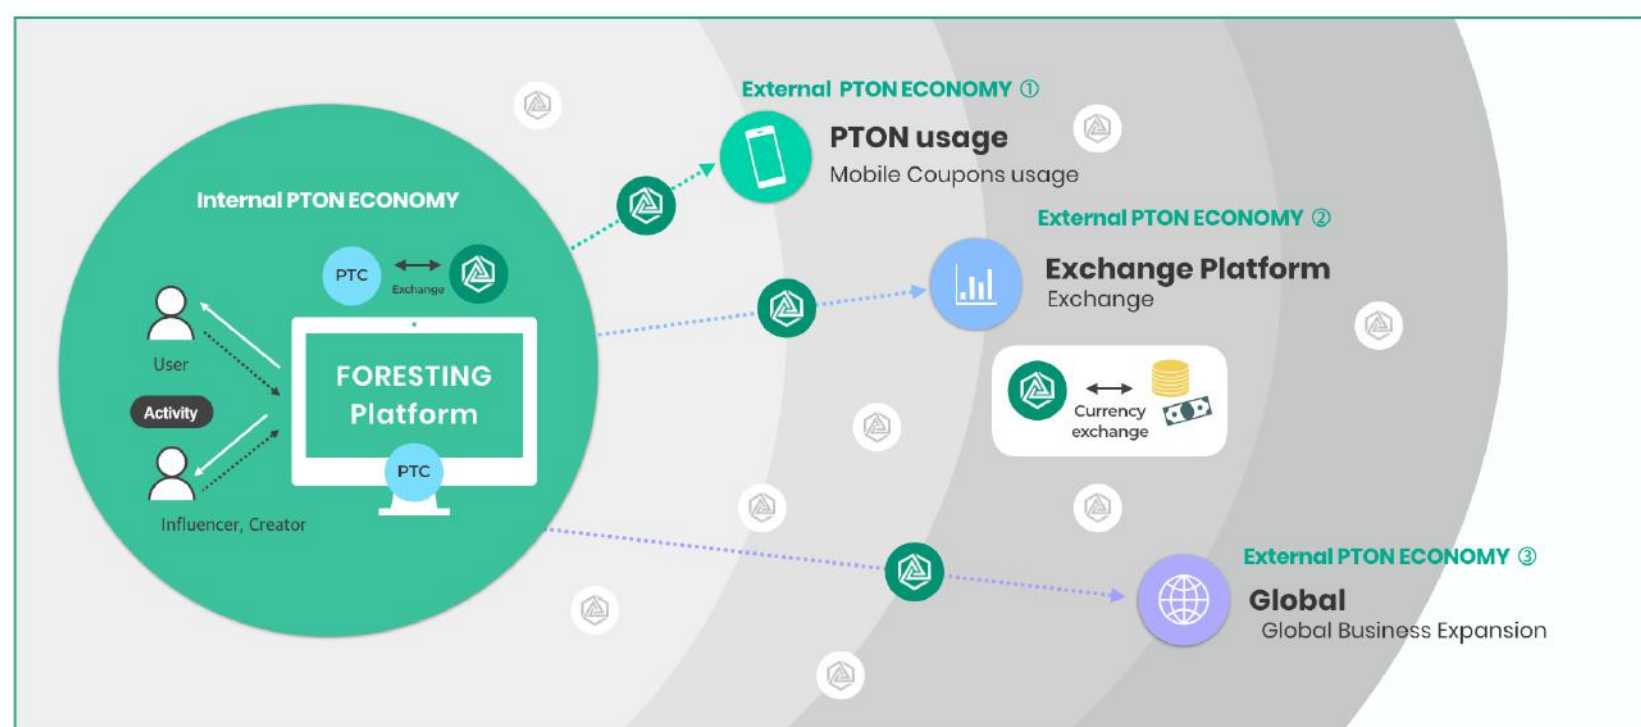 External PTON ECONOMY ①
PTON usage
Mobile Coupons usage
Internal PTON ECONOMY
External PTON ECONOMY ②
Exchange Platform
Exchange
PTC
Exchange
User
FORESTING
Platform
Activity
Currency
exchange
PTC
Influencer, Creator
External PTON ECONOMY ③
Global
Global Business Expansion